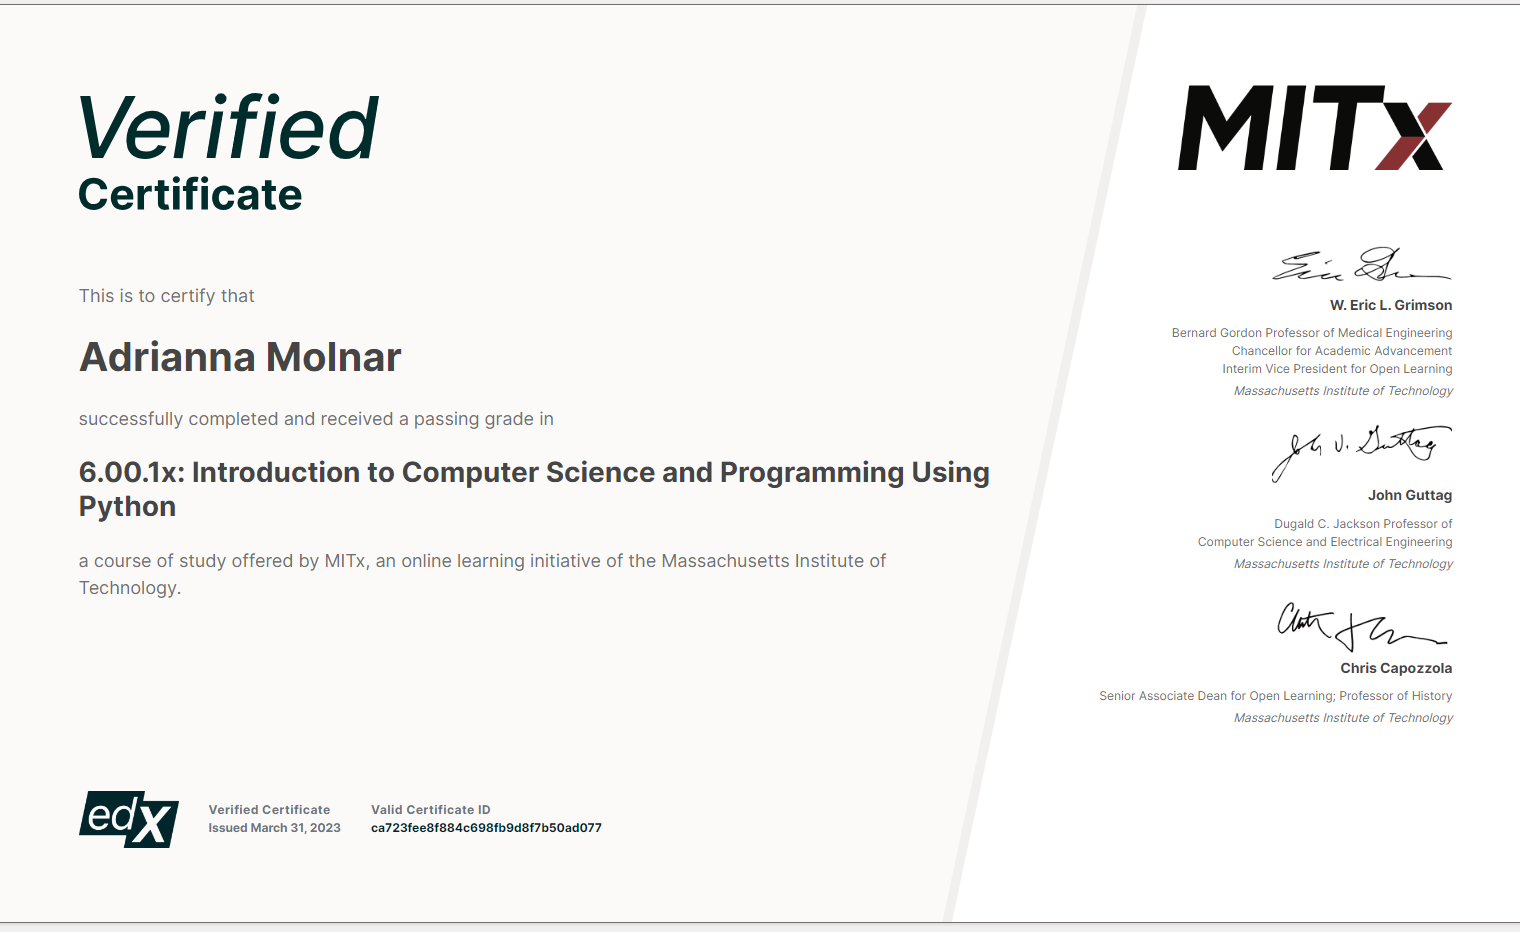 Verified
Certificate
This is to certify that
Adrianna Molnar
successfully completed and received a passing grade in
6.00.1x: Introduction to Computer Science and Programming Using
Python
a course of study offered by MITx, an online learning initiative of the Massachusetts Institute of
Technology.
edX
Verified Certificate
Issued March 31, 2023
Valid Certificate ID
ca723fee8f884c698fb9d8f7b50ad077
MITx
W. Eric L. Grimson
Bernard Gordon Professor of Medical Engineering
Chancellor for Academic Advancement
Interim Vice President for Open Learning
Massachusetts Institute of Technology
John V. Guttag
John Guttag
Dugald C. Jackson Professor of
Computer Science and Electrical Engineering
Massachusetts Institute of Technology
Chris Capozzola
Senior Associate Dean for Open Learning; Professor of History
Massachusetts Institute of Technology